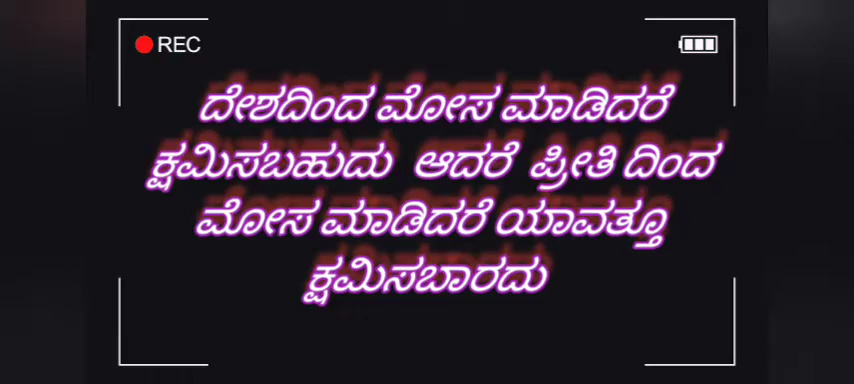 REC
ದೇಶದಿಂದ ಮೋಸ ಮಾಡಿದರೆ
ಕ್ಷಮಿಸಬಹುದು ಆದರೆ ಪ್ರೀತಿ ದಿಂದ
ಮೋಸ ಮಾಡಿದರೆ ಯಾವತ್ತೂ
ಕ್ಷಮಿಸಬಾರದು